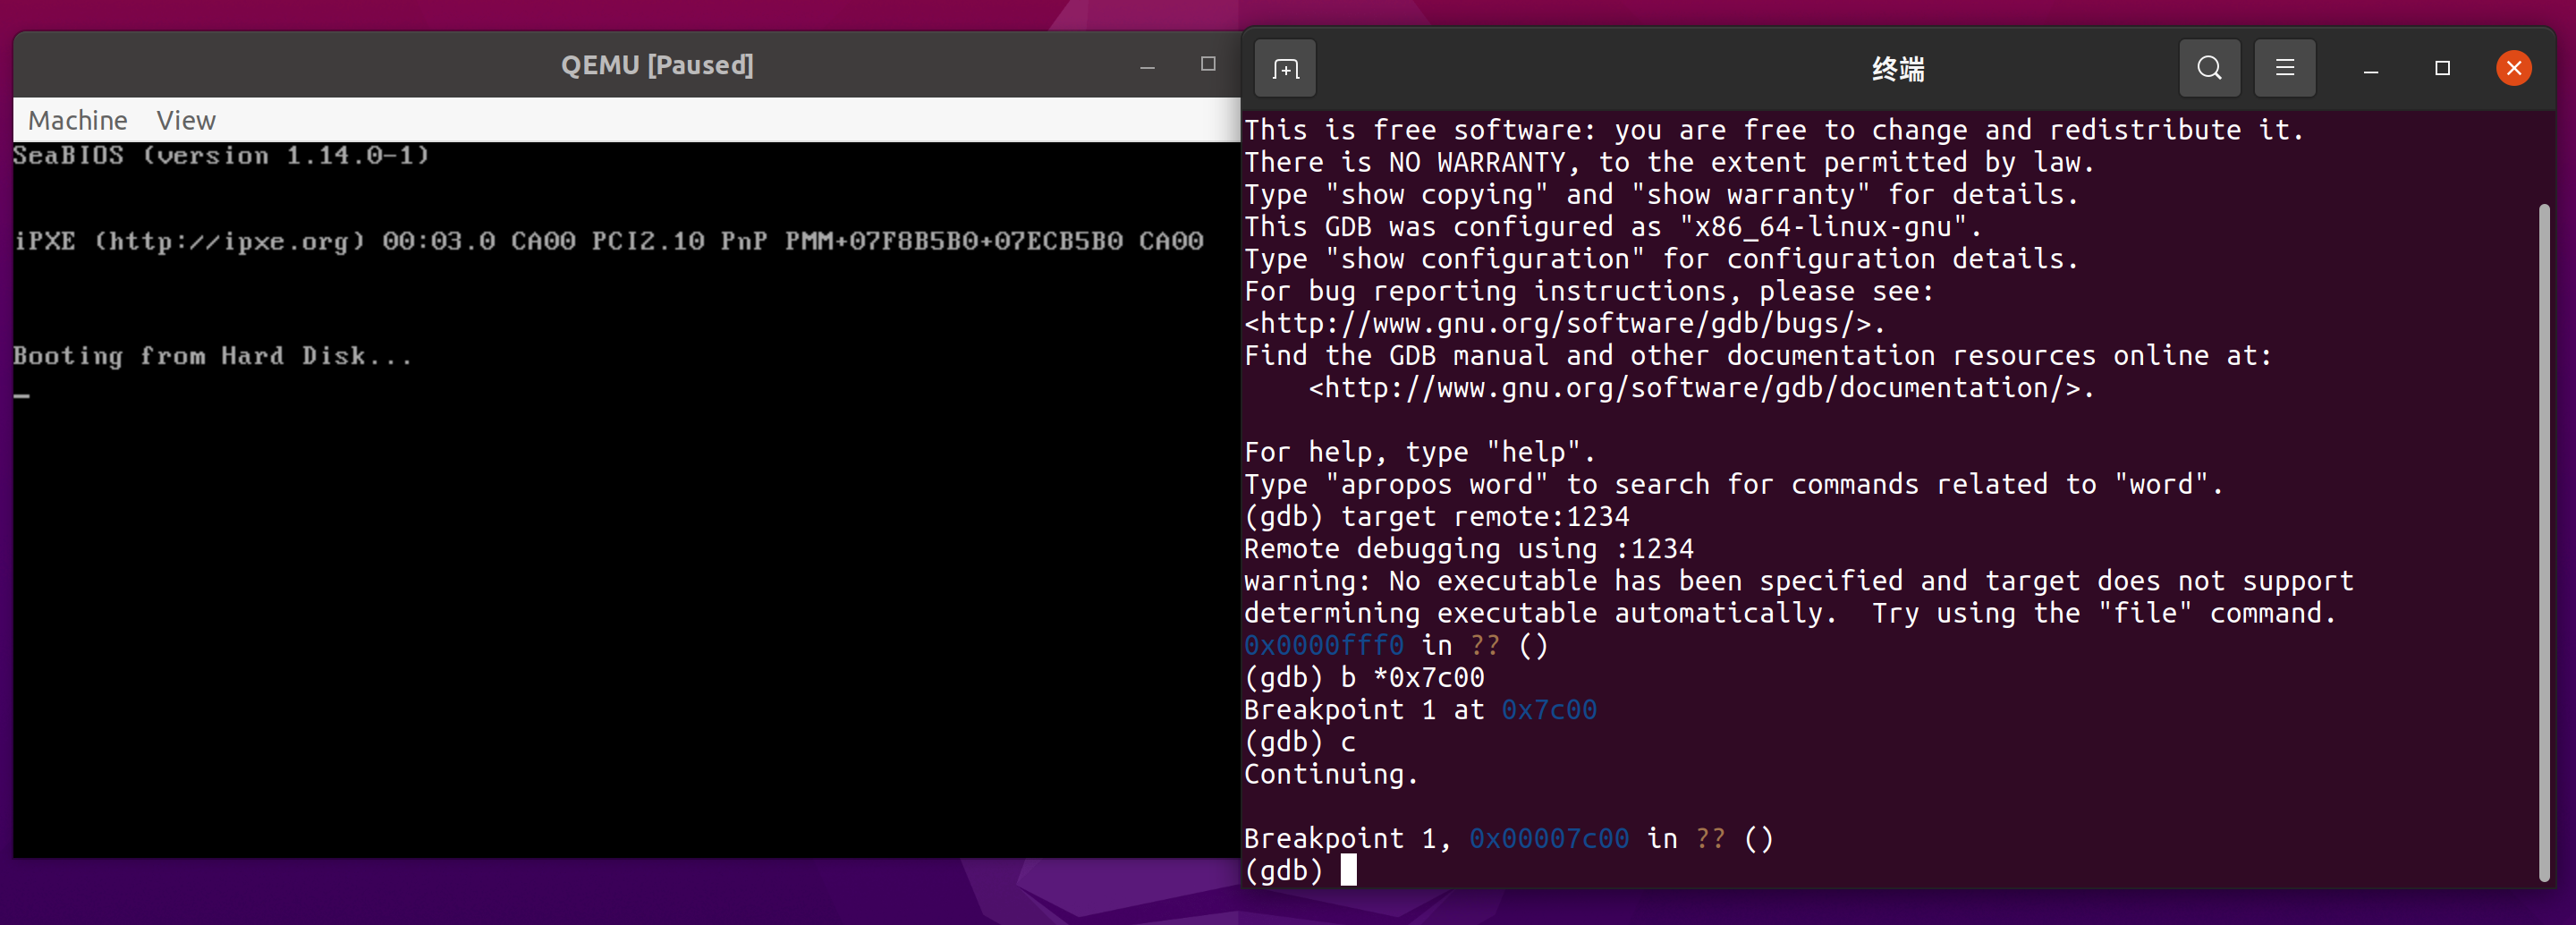 QEMU [Paused]
Machine View
SeaBIOS (version 1.14.0-1)
iPXE (http://ipxe.org) 00:03.0 CA00 PCI2.10 PnP PMM+07F8B5B0+07ECB5B0 CA00
Booting from Hard Disk...
终端
This is free software: you are free to change and redistribute it.
There is NO WARRANTY, to the extent permitted by law.
Type "show copying" and "show warranty" for details.
This GDB was configured as "x86_64-linux-gnu".
Type "show configuration" for configuration details.
For bug reporting instructions, please see:
<http://www.gnu.org/software/gdb/bugs/>.
Find the GDB manual and other documentation resources online at:
    <http://www.gnu.org/software/gdb/documentation/>.
For help, type "help".
Type "apropos word" to search for commands related to "word".
(gdb) target remote:1234
Remote debugging using :1234
warning: No executable has been specified and target does not support
determining executable automatically.  Try using the "file" command.
0x0000fff0 in ?? ()
(gdb) b *0x7c00
Breakpoint 1 at 0x7c00
(gdb) c
Continuing.
Breakpoint 1, 0x00007c00 in ?? ()
(gdb)